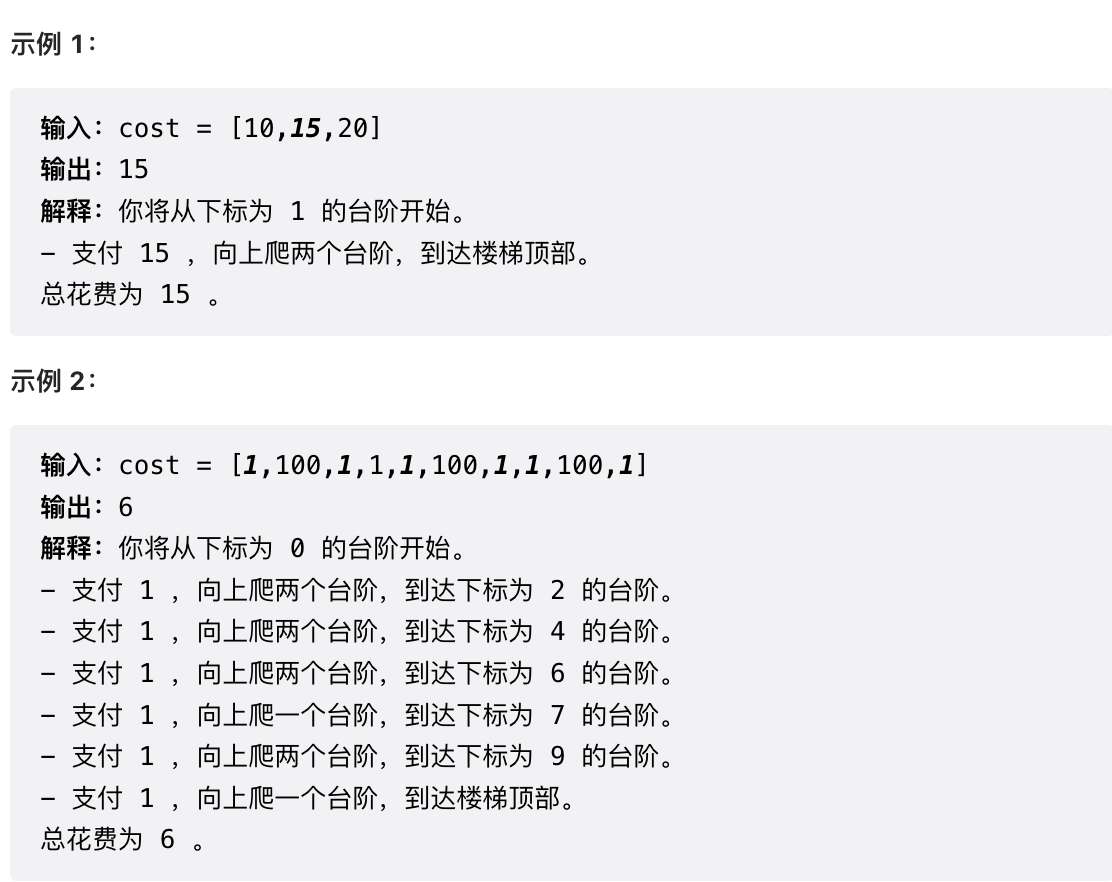 示例 1：
输入：cost = [10,15,20]
输出：15
解释：你将从下标为 1 的台阶开始。
- 支付 15 ，向上爬两个台阶，到达楼梯顶部。
总花费为 15 。
示例 2：
输入：cost = [1,100,1,1,1,100,1,1,100,1]
输出：6
解释：你将从下标为 0 的台阶开始。
- 支付 1 ，向上爬两个台阶，到达下标为 2 的台阶。
- 支付 1 ，向上爬两个台阶，到达下标为 4 的台阶。
- 支付 1 ，向上爬两个台阶，到达下标为 6 的台阶。
- 支付 1 ，向上爬一个台阶，到达下标为 7 的台阶。
- 支付 1 ，向上爬两个台阶，到达下标为 9 的台阶。
- 支付 1 ，向上爬一个台阶，到达楼梯顶部。
总花费为 6 。